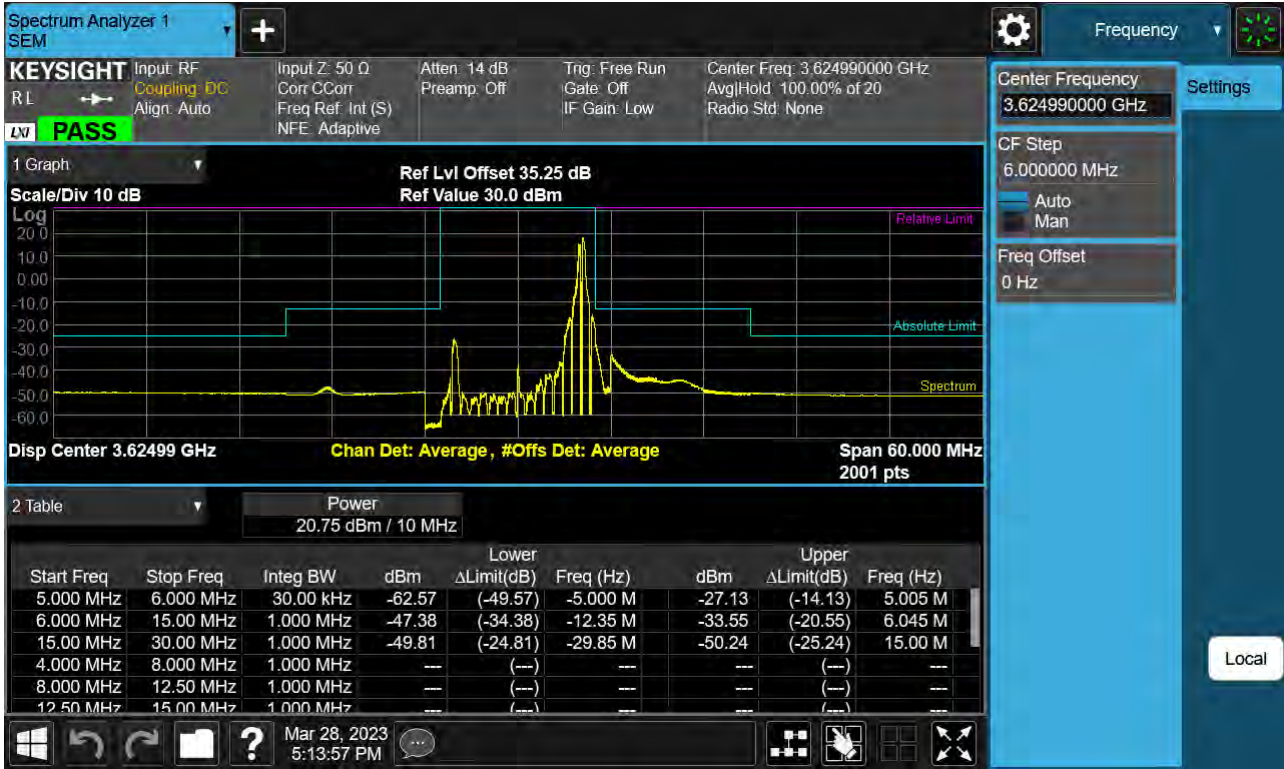 Spectrum Analyzer 1
SEM
Frequency
KEYSIGHT
R L
LXI
PASS
Input: RF
Coupling: DC
Align: Auto
Input Z: 50 Ω
Corr CCorr
Freq Ref: Int (S)
NFE: Adaptive
Atten: 14 dB
Preamp: Off
Trig: Free Run
Gate: Off
IF Gain: Low
Center Freq: 3.624990000 GHz
Avg|Hold: 100.00% of 20
Radio Std: None
Center Frequency
3.624990000 GHz
Settings
CF Step
6.000000 MHz
Auto
Man
Freq Offset
0 Hz
1 Graph
Scale/Div 10 dB
Ref Lvl Offset 35.25 dB
Ref Value 30.0 dBm
Log
20.0
10.0
0.00
-10.0
-20.0
-30.0
-40.0
-50.0
-60.0
Relative Limit
Absolute Limit
Spectrum
Disp Center 3.62499 GHz
Chan Det: Average, #Offs Det: Average
Span 60.000 MHz
2001 pts
2 Table
Power
20.75 dBm / 10 MHz
Lower Upper
Start Freq Stop Freq Integ BW dBm ΔLimit(dB) Freq (Hz) dBm ΔLimit(dB) Freq (Hz)
5.000 MHz 6.000 MHz 30.00 kHz -62.57 (-49.57) -5.000 M -27.13 (-14.13) 5.005 M
6.000 MHz 15.00 MHz 1.000 MHz -47.38 (-34.38) -12.35 M -33.55 (-20.55) 6.045 M
15.00 MHz 30.00 MHz 1.000 MHz -49.81 (-24.81) -29.85 M -50.24 (-25.24) 15.00 M
4.000 MHz 8.000 MHz 1.000 MHz --- (---) --- --- (---) ---
8.000 MHz 12.50 MHz 1.000 MHz --- (---) --- --- (---) ---
12.50 MHz 15.00 MHz 1.000 MHz --- (---) --- --- (---) ---
Local
?
Mar 28, 2023
5:13:57 PM